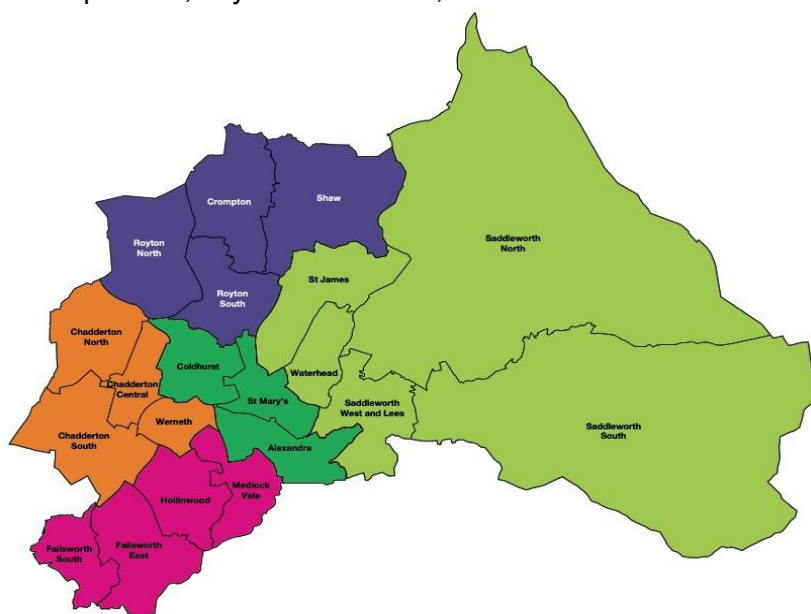 Crompton
Shaw
Royton
North
Royton
South
St James
Saddleworth
North
Chadderton
North
Coldhurst
Chadderton
Central
Waterhead
St Mary's
Saddleworth
West and Lees
Werneth
Chadderton
South
Alexandra
Saddleworth
South
Hollinwood
Medlock
Vale
Failsworth
South
Failsworth
East